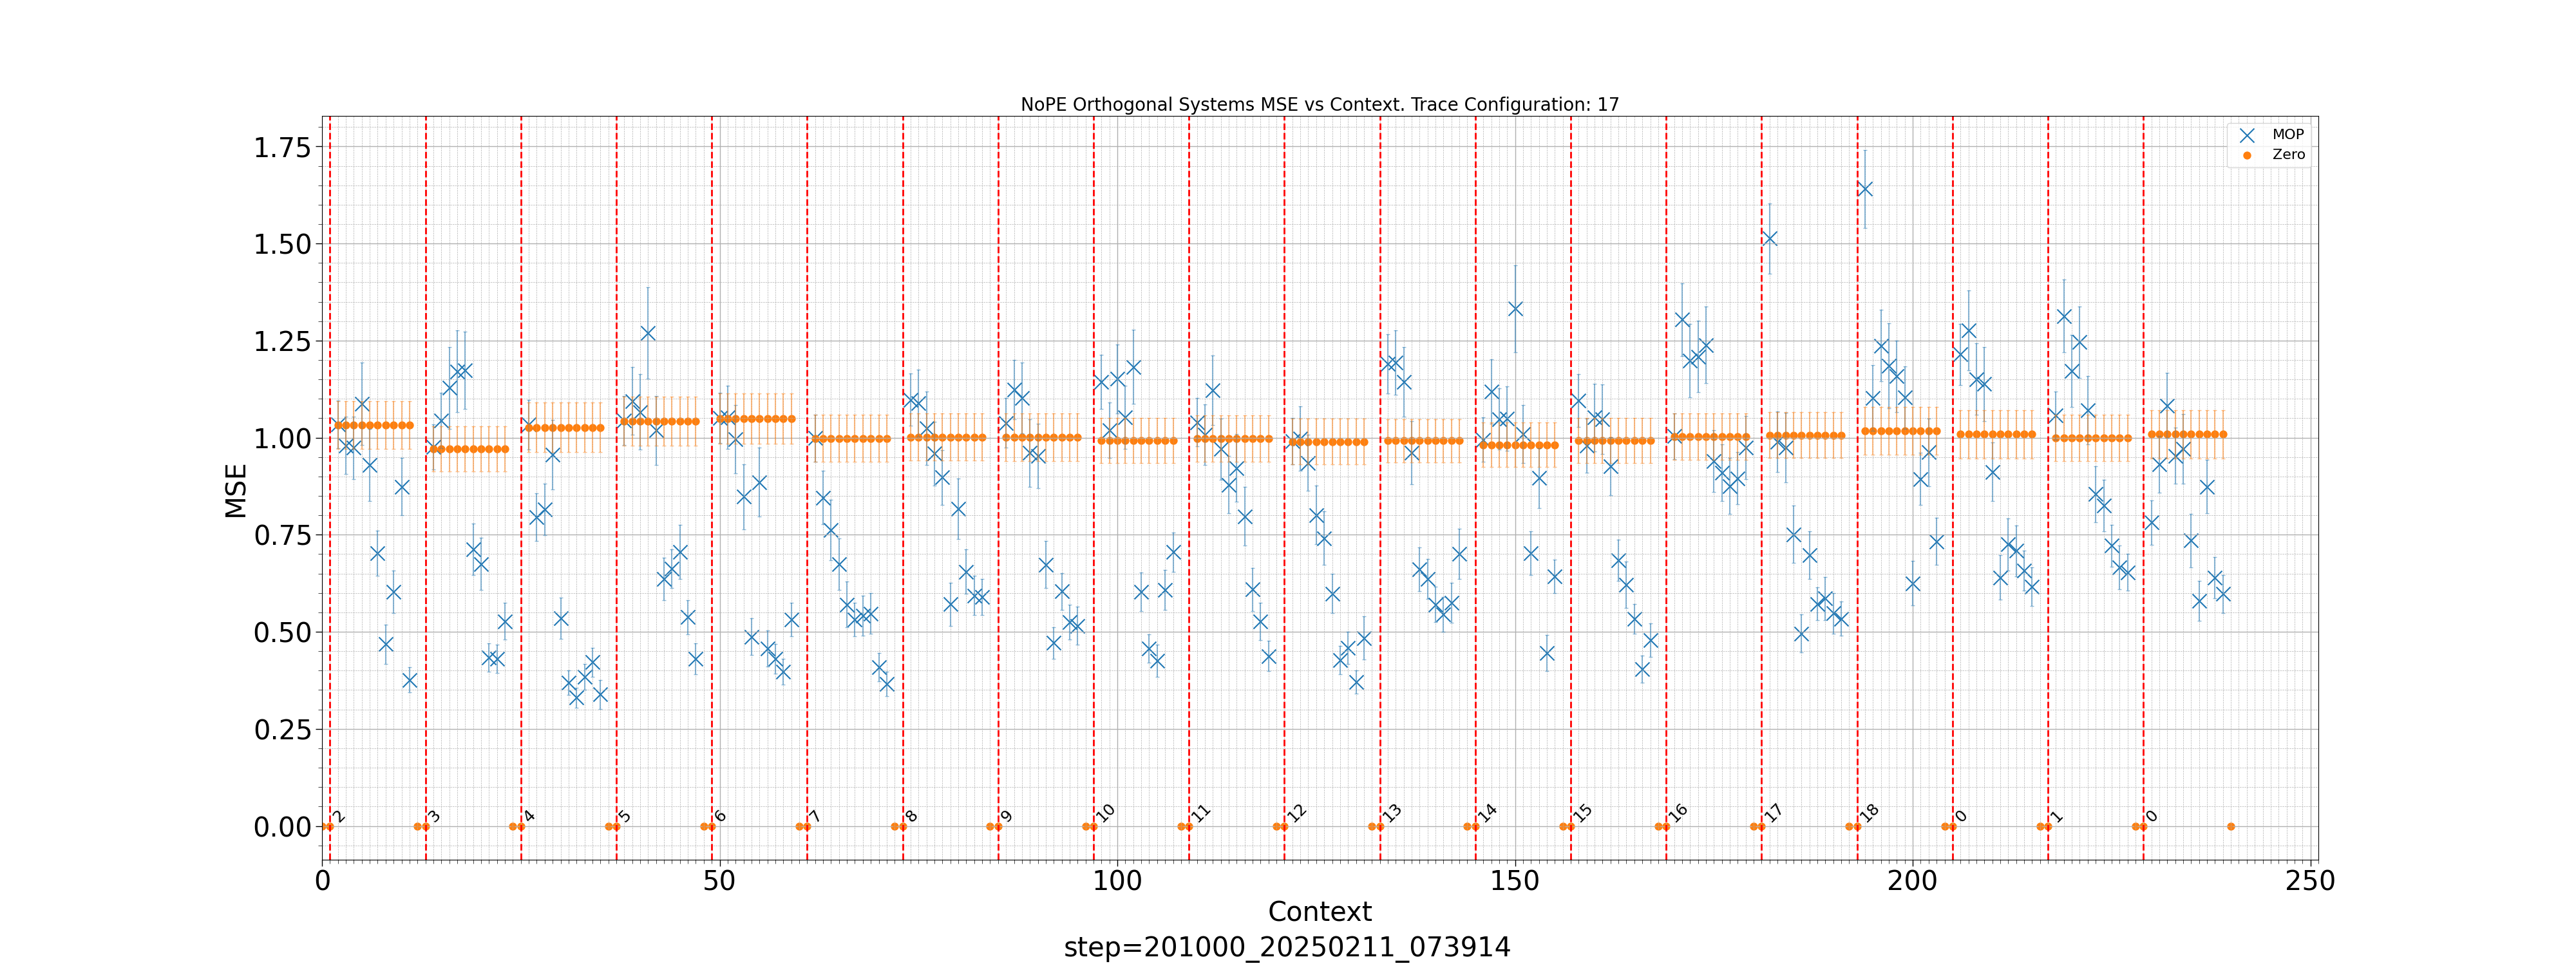 NoPE Orthogonal Systems MSE vs Context. Trace Configuration: 17
MOP
Zero
1.75
1.50
1.25
1.00
0.75
0.50
0.25
0.00
MSE
2 3 4 5 6 7 8 9 10 11 12 13 14 15 16 17 18 0 1 0
0 50 100 150 200 250
Context
step=201000_20250211_073914